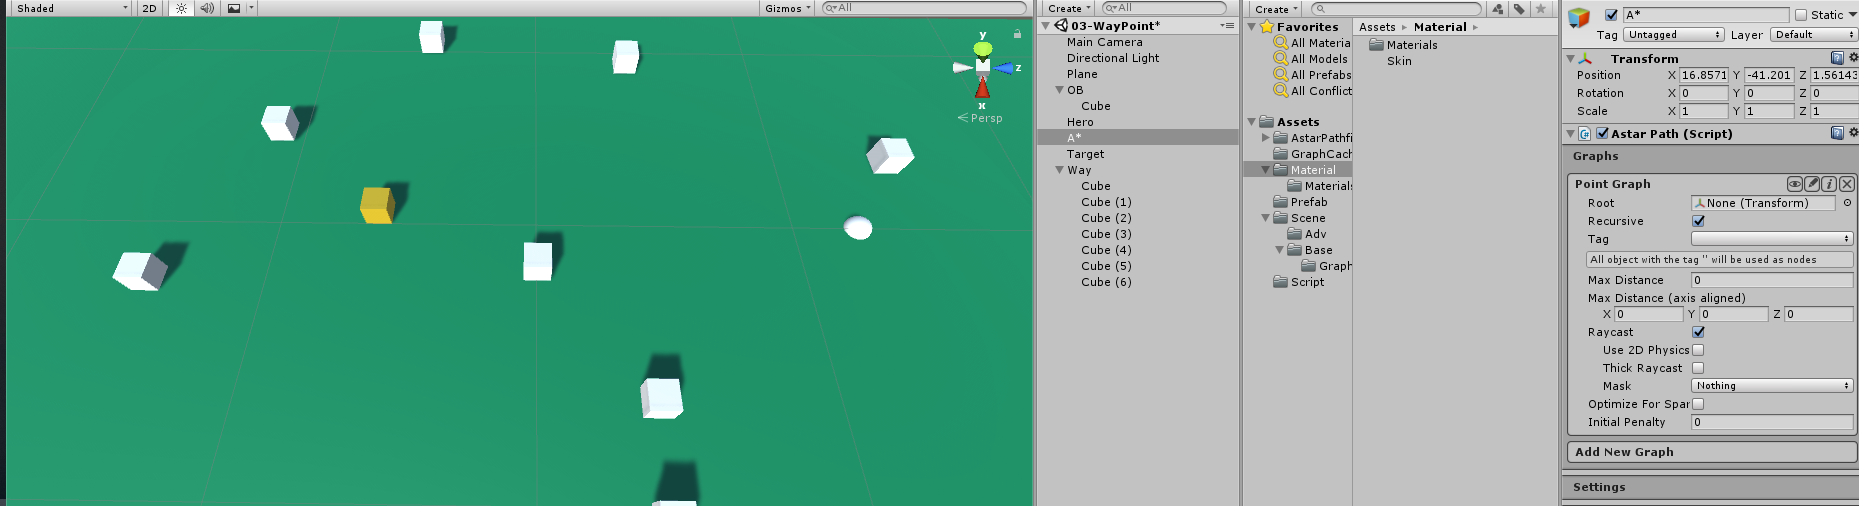 Shaded 2D Gizmos All
y
z
x
Persp
Create All
03-WayPoint*
Main Camera
Directional Light
Plane
OB
Cube
Hero
A*
Target
Way
Cube
Cube (1)
Cube (2)
Cube (3)
Cube (4)
Cube (5)
Cube (6)
Create
Favorites
All Materia
All Models
All Prefabs
All Conflict
Assets
AstarPathfi
GraphCach
Material
Materials
Prefab
Scene
Adv
Base
Graph
Script
Assets Material
Materials
Skin
A* Static
Tag Untagged Layer Default
Transform
Position X 16.8571 Y -41.201 Z 1.56143
Rotation X 0 Y 0 Z 0
Scale X 1 Y 1 Z 1
Astar Path (Script)
Graphs
Point Graph
Root None (Transform)
Recursive
Tag
All object with the tag '' will be used as nodes
Max Distance 0
Max Distance (axis aligned)
X 0 Y 0 Z 0
Raycast
Use 2D Physics
Thick Raycast
Mask Nothing
Optimize For Spar
Initial Penalty 0
Add New Graph
Settings